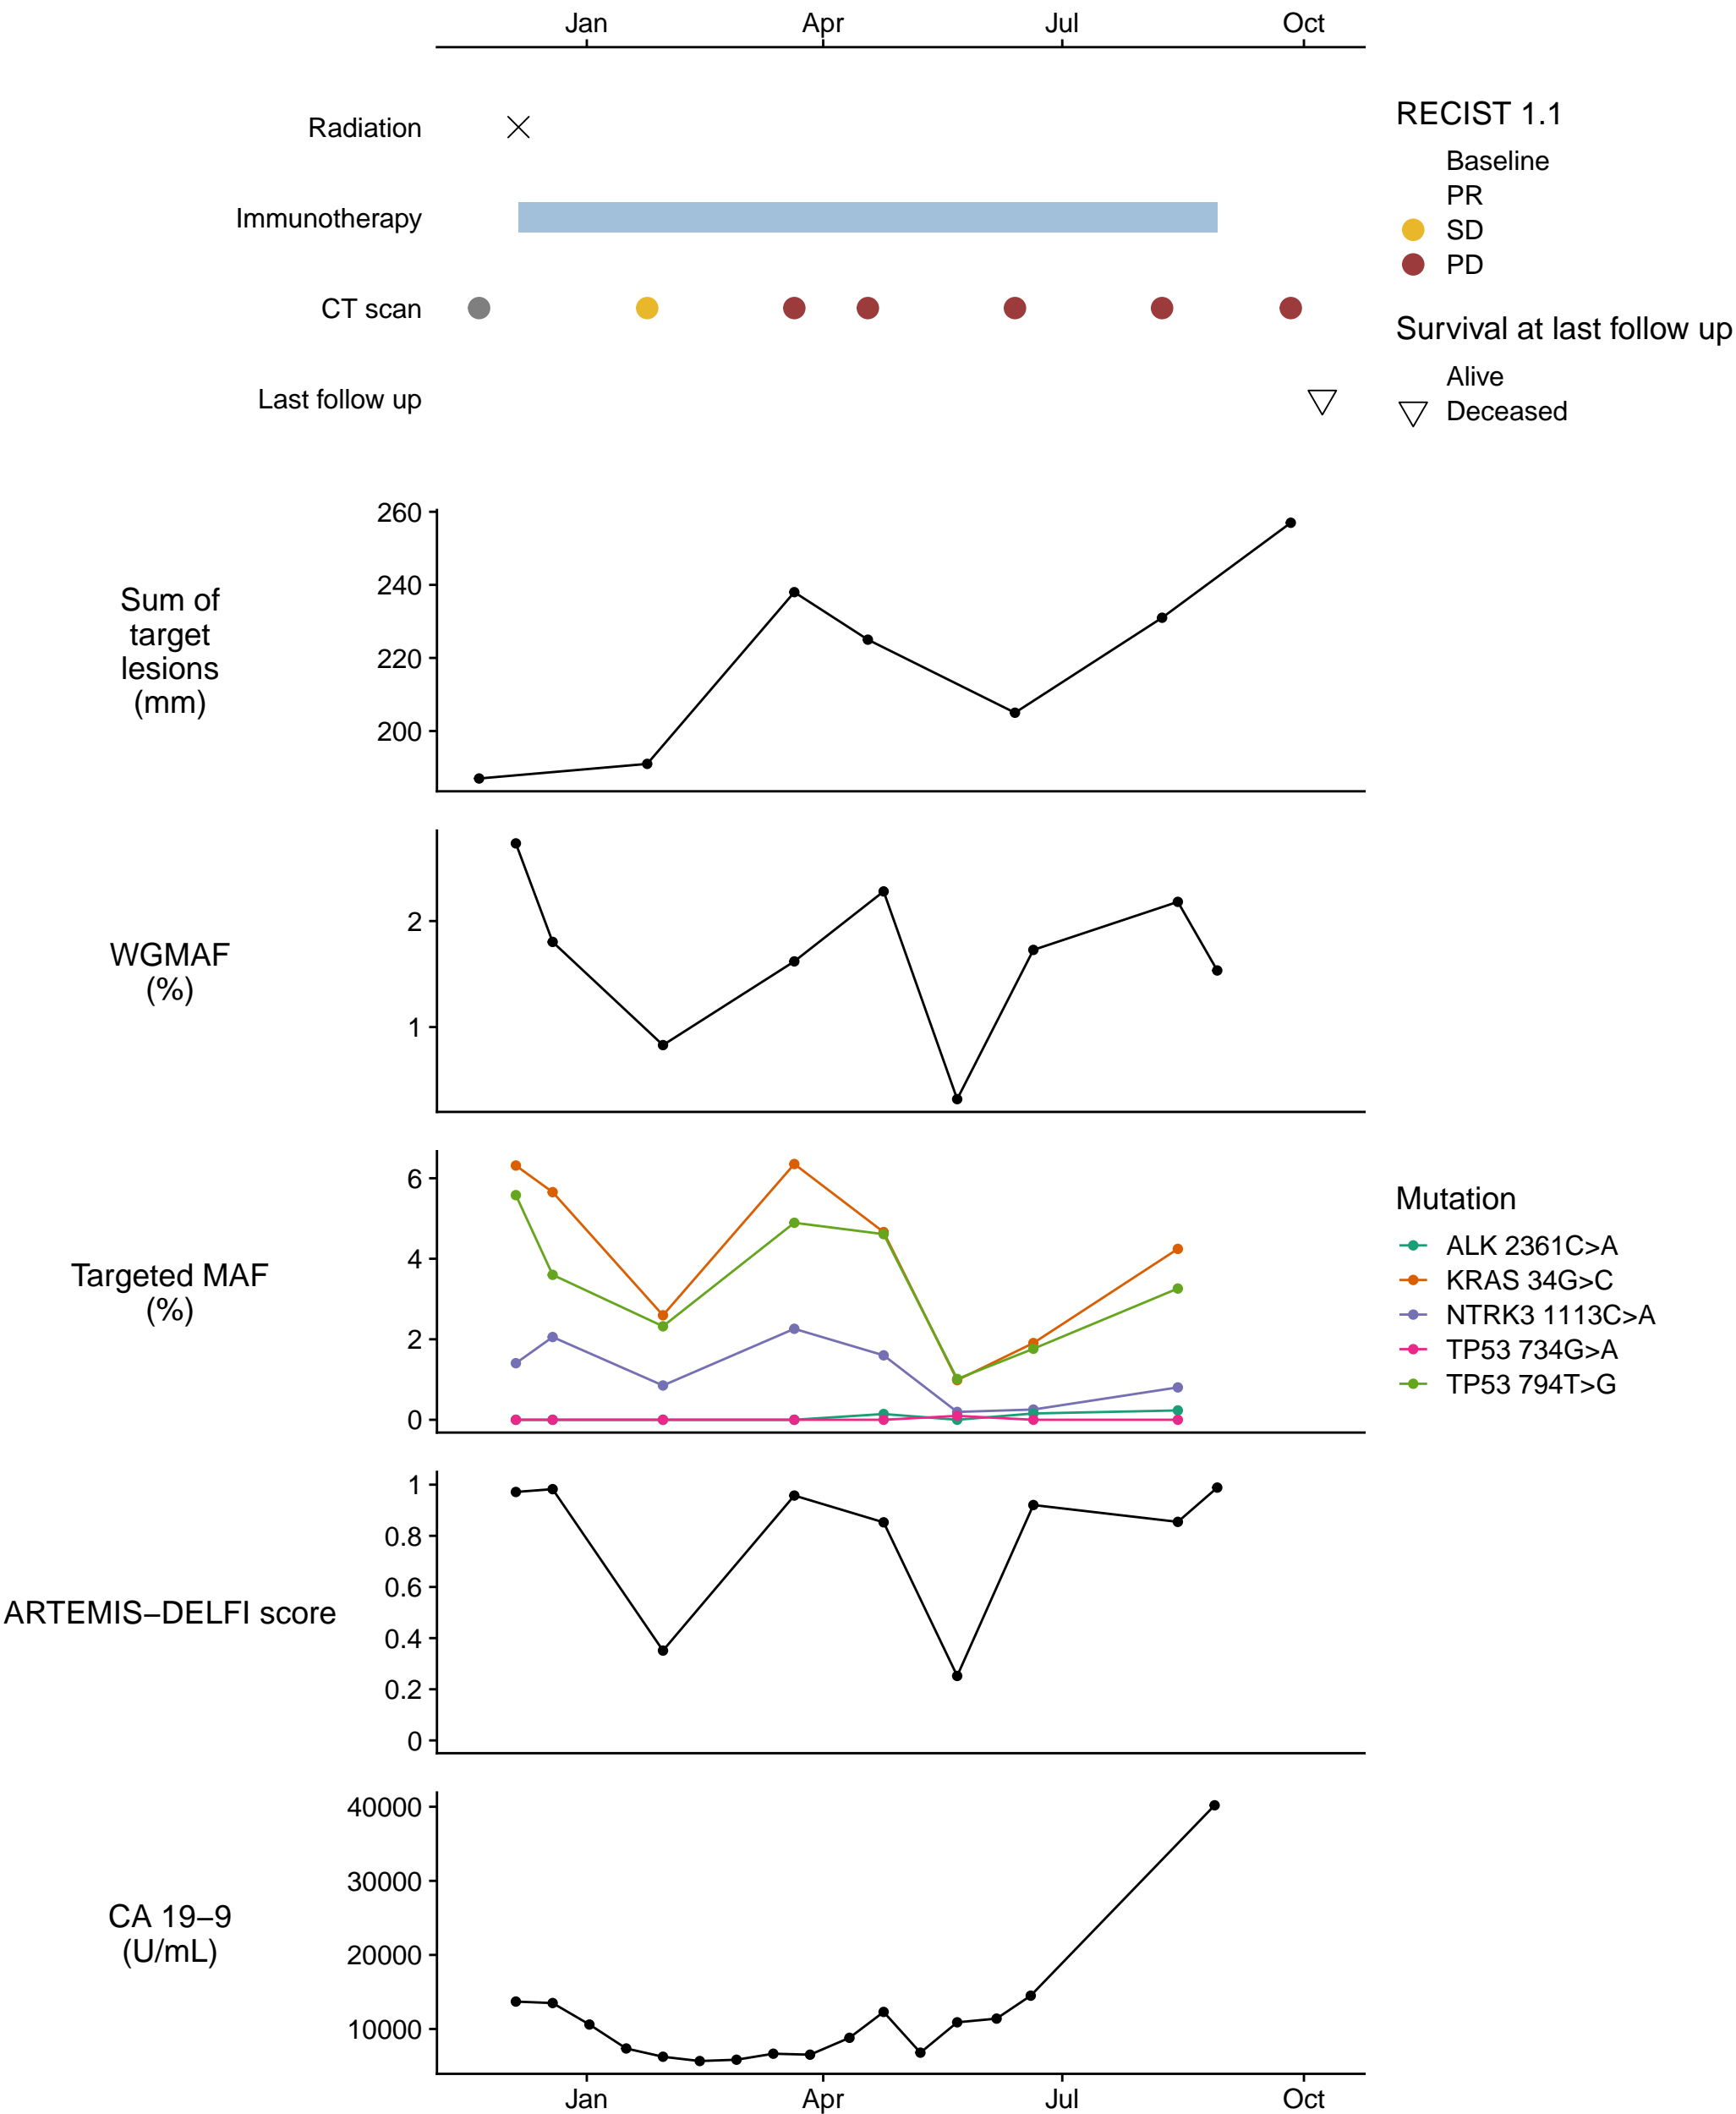 Jan Apr Jul Oct
Radiation
Immunotherapy
CT scan
Last follow up
RECIST 1.1
Baseline
PR
SD
PD
Survival at last follow up
Alive
Deceased
Sum of
target
lesions
(mm)
260
240
220
200
WGMAF
(%)
2
1
Targeted MAF
(%)
6
4
2
0
Mutation
ALK 2361C>A
KRAS 34G>C
NTRK3 1113C>A
TP53 734G>A
TP53 794T>G
ARTEMIS−DELFI score
1
0.8
0.6
0.4
0.2
0
CA 19−9
(U/mL)
40000
30000
20000
10000
Jan Apr Jul Oct